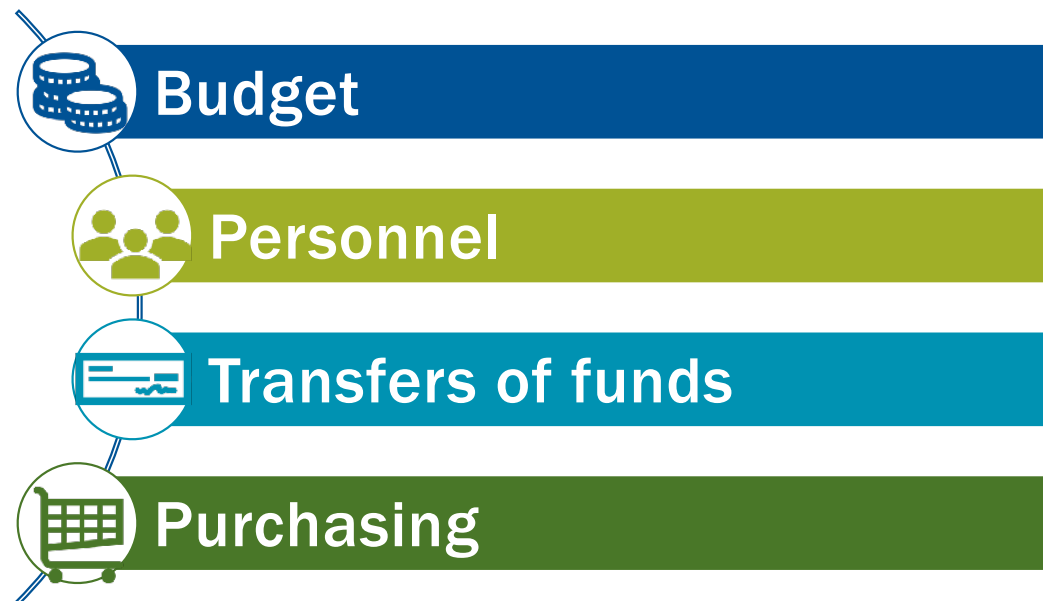 Budget
Personnel
Transfers of funds
Purchasing